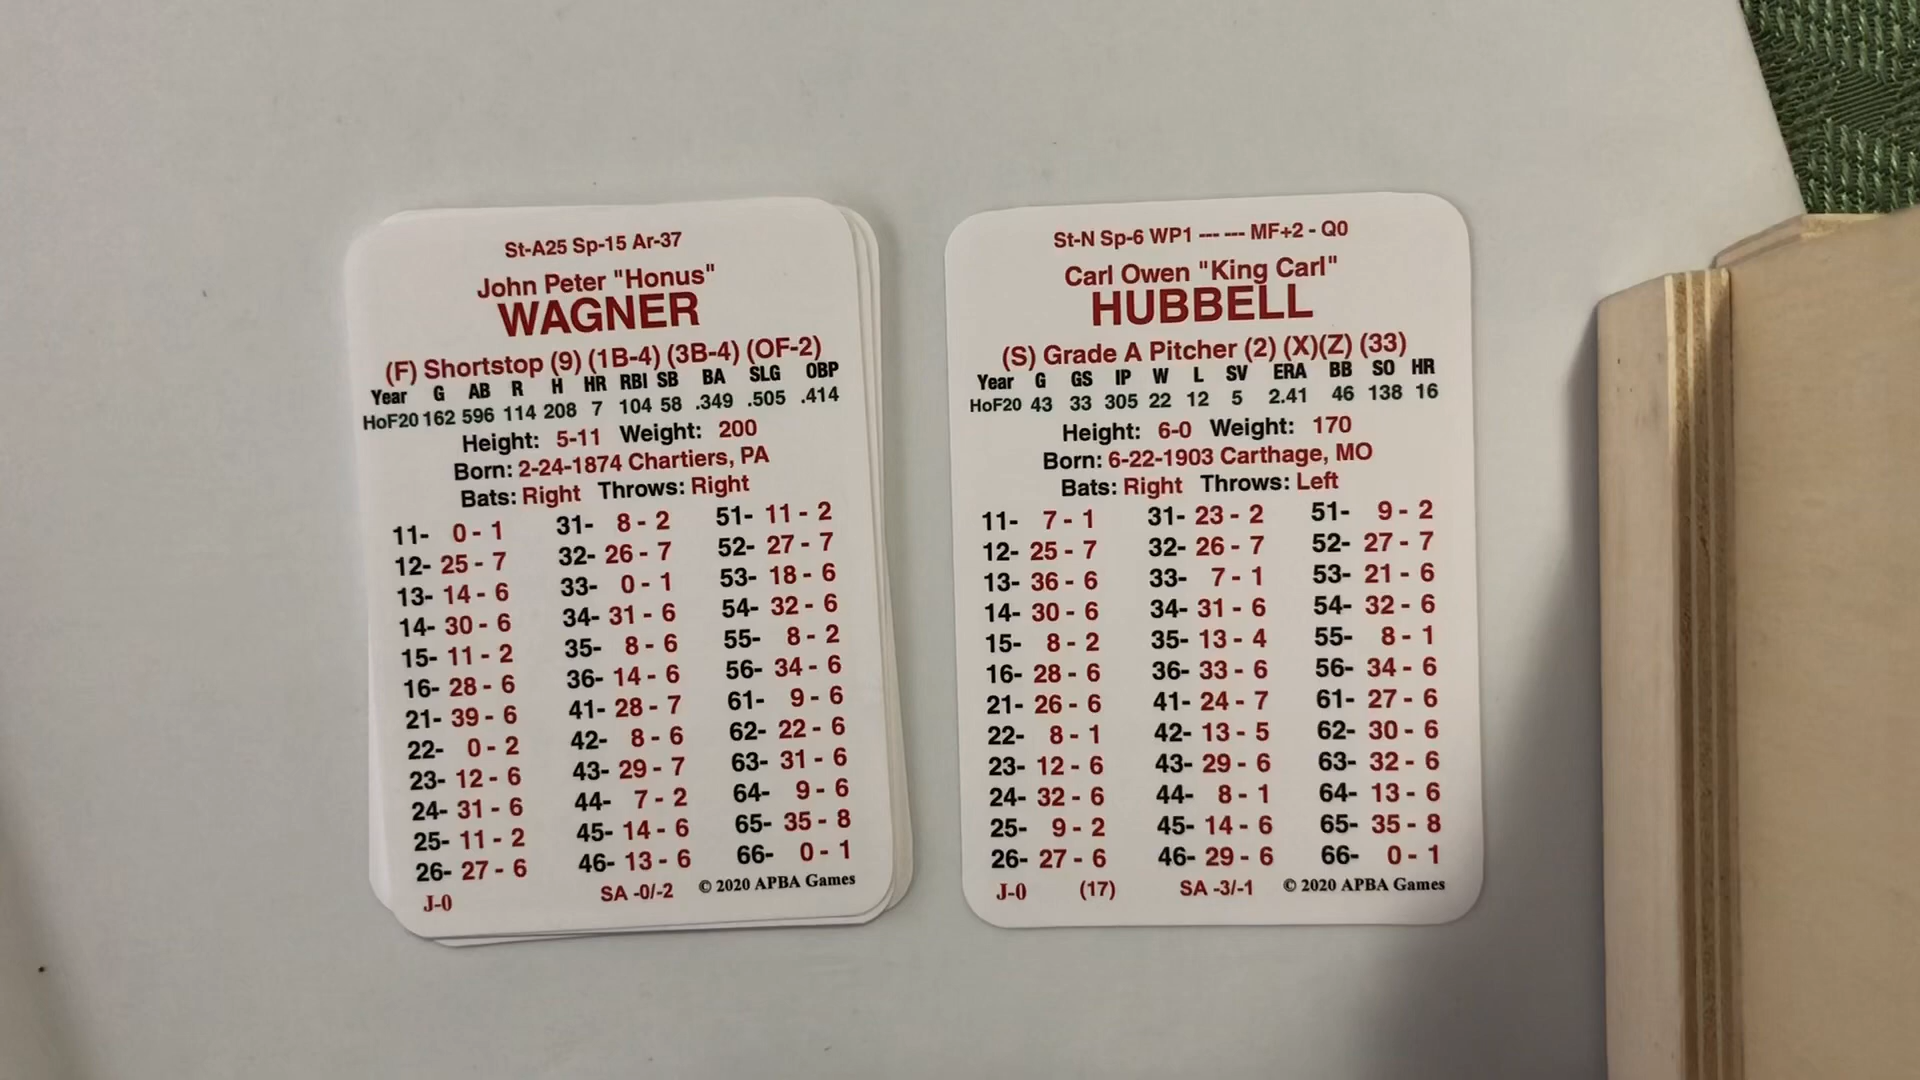 St-A25 Sp-15 Ar-37
John Peter "Honus"
WAGNER
(F) Shortstop (9) (1B-4) (3B-4) (OF-2)
Year G AB R H HR RBI SB BA SLG OBP
HoF20 162 596 114 208 7 104 58 .349 .505 .414
Height: 5-11 Weight: 200
Born: 2-24-1874 Chartiers, PA
Bats: Right Throws: Right
11- 0 - 1 31- 8 - 2 51- 11 - 2
12- 25 - 7 32- 26 - 7 52- 27 - 7
13- 14 - 6 33- 0 - 1 53- 18 - 6
14- 30 - 6 34- 31 - 6 54- 32 - 6
15- 11 - 2 35- 8 - 6 55- 8 - 2
16- 28 - 6 36- 14 - 6 56- 34 - 6
21- 39 - 6 41- 28 - 7 61- 9 - 6
22- 0 - 2 42- 8 - 6 62- 22 - 6
23- 12 - 6 43- 29 - 7 63- 31 - 6
24- 31 - 6 44- 7 - 2 64- 9 - 6
25- 11 - 2 45- 14 - 6 65- 35 - 8
26- 27 - 6 46- 13 - 6 66- 0 - 1
J-0 SA -0/-2 © 2020 APBA Games
St-N Sp-6 WP1 --- --- MF+2 - Q0
Carl Owen "King Carl"
HUBBELL
(S) Grade A Pitcher (2) (X)(Z) (33)
Year G GS IP W L SV ERA BB SO HR
HoF20 43 33 305 22 12 5 2.41 46 138 16
Height: 6-0 Weight: 170
Born: 6-22-1903 Carthage, MO
Bats: Right Throws: Left
11- 7 - 1 31- 23 - 2 51- 9 - 2
12- 25 - 7 32- 26 - 7 52- 27 - 7
13- 36 - 6 33- 7 - 1 53- 21 - 6
14- 30 - 6 34- 31 - 6 54- 32 - 6
15- 8 - 2 35- 13 - 4 55- 8 - 1
16- 28 - 6 36- 33 - 6 56- 34 - 6
21- 26 - 6 41- 24 - 7 61- 27 - 6
22- 8 - 1 42- 13 - 5 62- 30 - 6
23- 12 - 6 43- 29 - 6 63- 32 - 6
24- 32 - 6 44- 8 - 1 64- 13 - 6
25- 9 - 2 45- 14 - 6 65- 35 - 8
26- 27 - 6 46- 29 - 6 66- 0 - 1
J-0 (17) SA -3/-1 © 2020 APBA Games